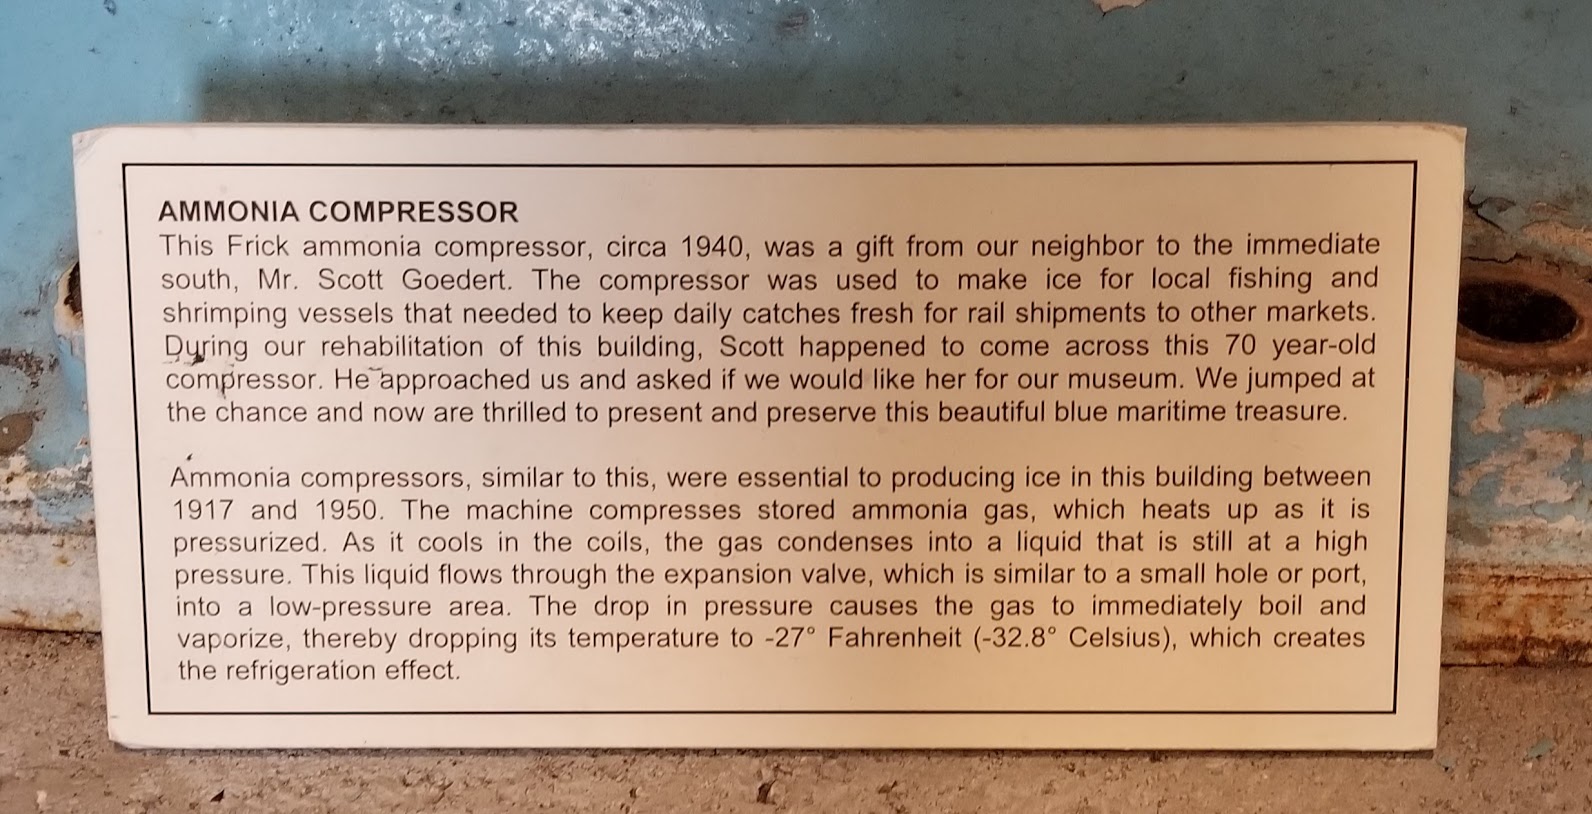 AMMONIA COMPRESSOR
This Frick ammonia compressor, circa 1940, was a gift from our neighbor to the immediate
south, Mr. Scott Goedert. The compressor was used to make ice for local fishing and
shrimping vessels that needed to keep daily catches fresh for rail shipments to other markets.
During our rehabilitation of this building, Scott happened to come across this 70 year-old
compressor. He approached us and asked if we would like her for our museum. We jumped at
the chance and now are thrilled to present and preserve this beautiful blue maritime treasure.
Ammonia compressors, similar to this, were essential to producing ice in this building between
1917 and 1950. The machine compresses stored ammonia gas, which heats up as it is
pressurized. As it cools in the coils, the gas condenses into a liquid that is still at a high
pressure. This liquid flows through the expansion valve, which is similar to a small hole or port,
into a low-pressure area. The drop in pressure causes the gas to immediately boil and
vaporize, thereby dropping its temperature to -27° Fahrenheit (-32.8° Celsius), which creates
the refrigeration effect.